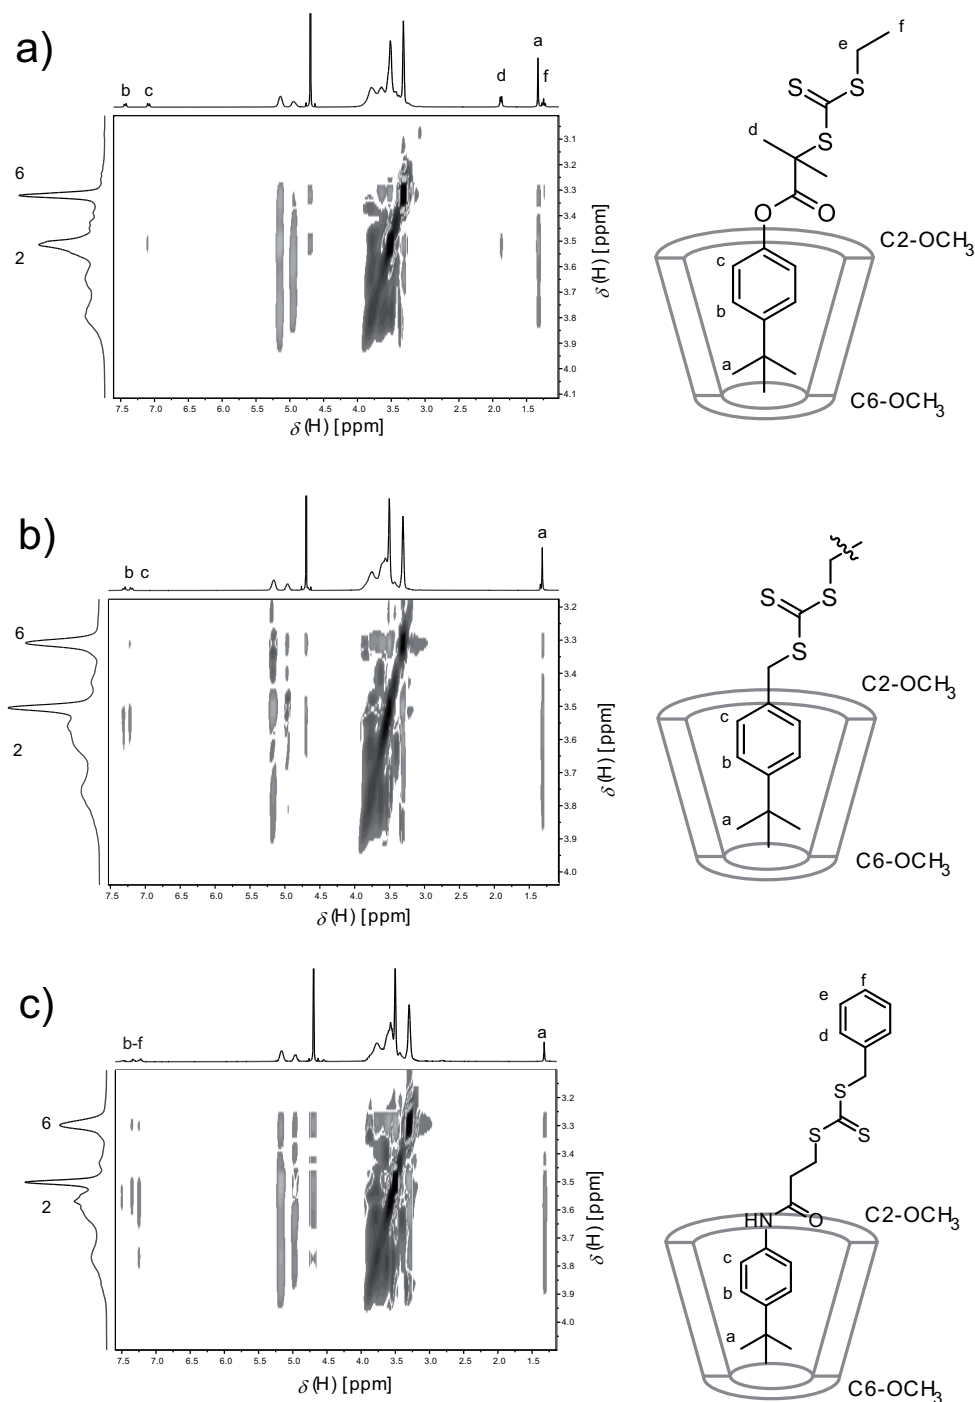 a)
a
b c d f
6
2
3.1
3.2
3.3
3.4
3.5
3.6
3.7
3.8
3.9
4.0
4.1
δ(H) [ppm]
7.5 7.0 6.5 6.0 5.5 5.0 4.5 4.0 3.5 3.0 2.5 2.0 1.5
δ(H) [ppm]
f
e
S S
d S
O O
C2-OCH3
c
b
a
C6-OCH3
b)
a
b c
6
2
3.2
3.3
3.4
3.5
3.6
3.7
3.8
3.9
4.0
δ(H) [ppm]
7.5 7.0 6.5 6.0 5.5 5.0 4.5 4.0 3.5 3.0 2.5 2.0 1.5
δ(H) [ppm]
S S
S
C2-OCH3
c
b
a
C6-OCH3
c)
b-f a
6
2
3.2
3.3
3.4
3.5
3.6
3.7
3.8
3.9
4.0
δ(H) [ppm]
7.5 7.0 6.5 6.0 5.5 5.0 4.5 4.0 3.5 3.0 2.5 2.0 1.5
δ(H) [ppm]
f
e
d
S
S S
HN O C2-OCH3
c
b
a
C6-OCH3